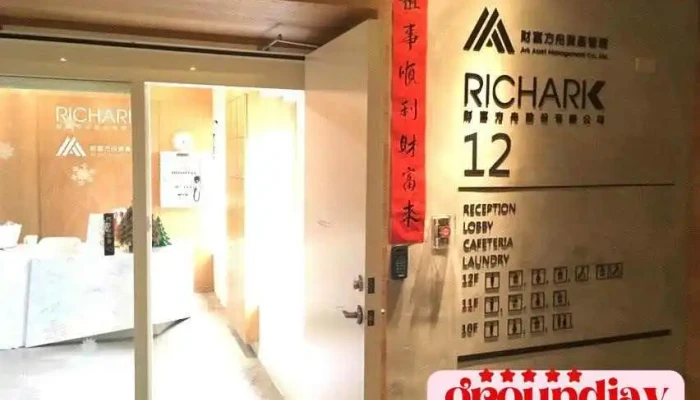 RICHARK
事順利財富來
財富方舟資產管理
Ark Asset Management Co., Ltd.
RICHARK
財富方舟股份有限公司
12
RECEPTION
LOBBY
CAFETERIA
LAUNDRY
12F
11F
10F
groundjay